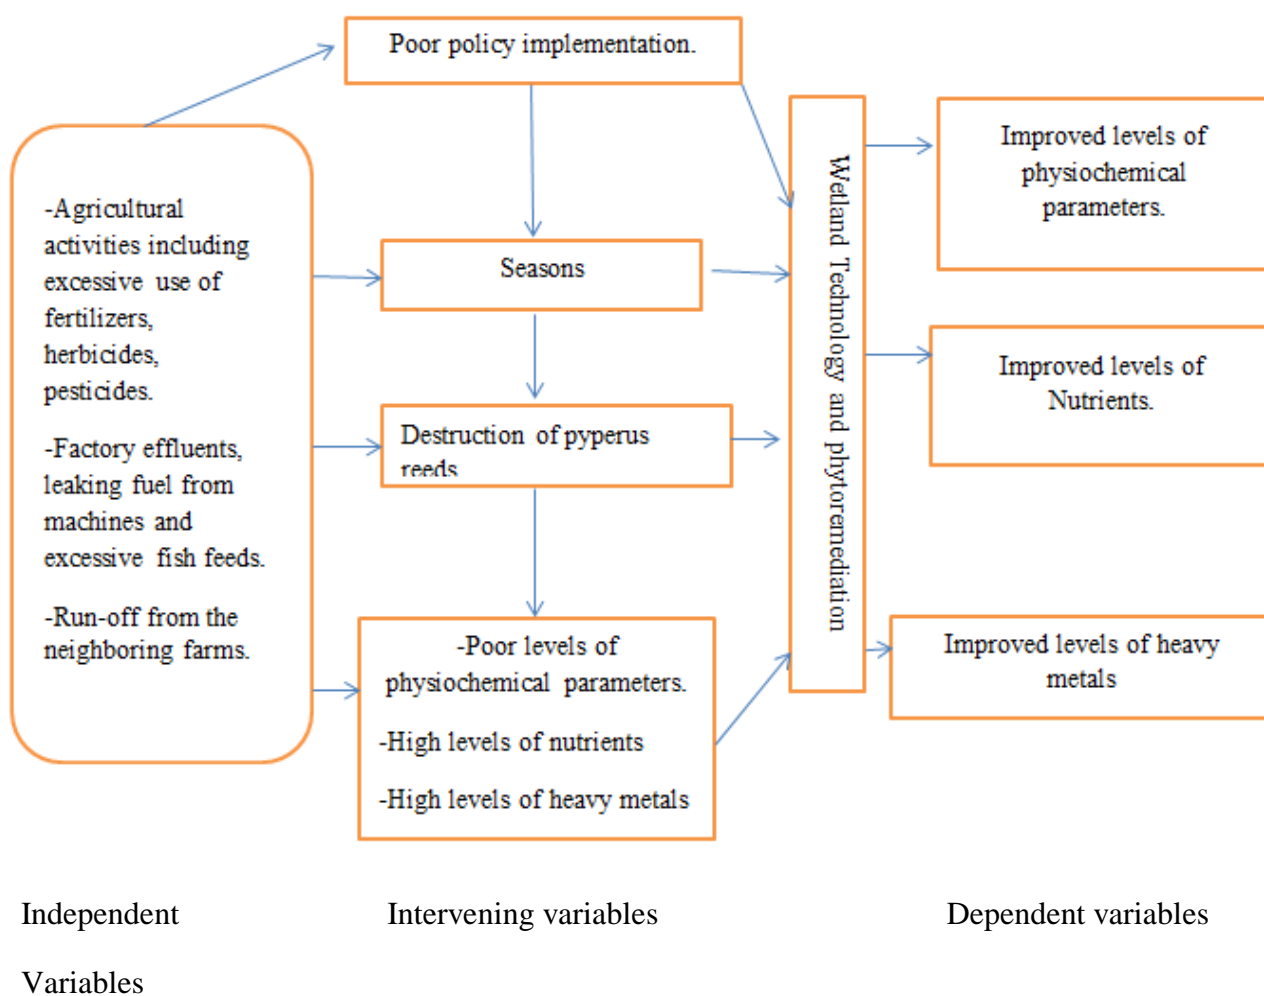 Poor policy implementation.
-Agricultural
activities including
excessive use of
fertilizers,
herbicides,
pesticides.
-Factory effluents,
leaking fuel from
machines and
excessive fish feeds.
-Run-off from the
neighboring farms.
Seasons
Destruction of pyperus
reeds
-Poor levels of
physiochemical parameters.
-High levels of nutrients
-High levels of heavy metals
Wetland Technology and phytoremediation
Improved levels of
physiochemical
parameters.
Improved levels of
Nutrients.
Improved levels of heavy
metals
Independent
Variables
Intervening variables
Dependent variables